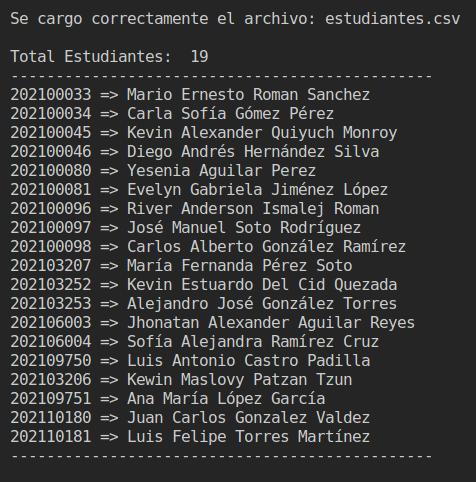 Se cargo correctamente el archivo: estudiantes.csv
Total Estudiantes:  19
-----------------------------------------------
202100033 => Mario Ernesto Roman Sanchez
202100034 => Carla Sofía Gómez Pérez
202100045 => Kevin Alexander Quiyuch Monroy
202100046 => Diego Andrés Hernández Silva
202100080 => Yesenia Aguilar Perez
202100081 => Evelyn Gabriela Jiménez López
202100096 => River Anderson Ismalej Roman
202100097 => José Manuel Soto Rodríguez
202100098 => Carlos Alberto González Ramírez
202103207 => María Fernanda Pérez Soto
202103252 => Kevin Estuardo Del Cid Quezada
202103253 => Alejandro José González Torres
202106003 => Jhonatan Alexander Aguilar Reyes
202106004 => Sofía Alejandra Ramírez Cruz
202109750 => Luis Antonio Castro Padilla
202103206 => Kewin Maslovy Patzan Tzun
202109751 => Ana María López García
202110180 => Juan Carlos Gonzalez Valdez
202110181 => Luis Felipe Torres Martínez
-----------------------------------------------